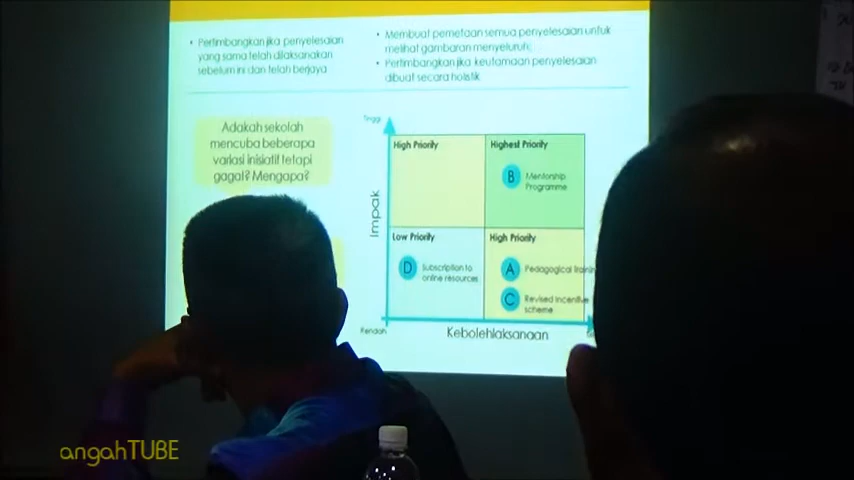 • Pertimbangkan jika penyelesaian
yang sama telah dilaksanakan
sebelum ini dan telah berjaya
• Membuat pemetaan semua penyelesaian untuk
melihat gambaran menyeluruh;
• Pertimbangkan jika keutamaan penyelesaian
dibuat secara holistik
Adakah sekolah
mencuba beberapa
variasi inisiatif tetapi
gagal? Mengapa?
Tinggi
Impak
Rendah
High Priority
Highest Priority
B Mentorship
Programme
Low Priority
D Subscription to
online resources
High Priority
A Pedagogical
C Revised incentive
scheme
Kebolehlaksanaan
angahTUBE